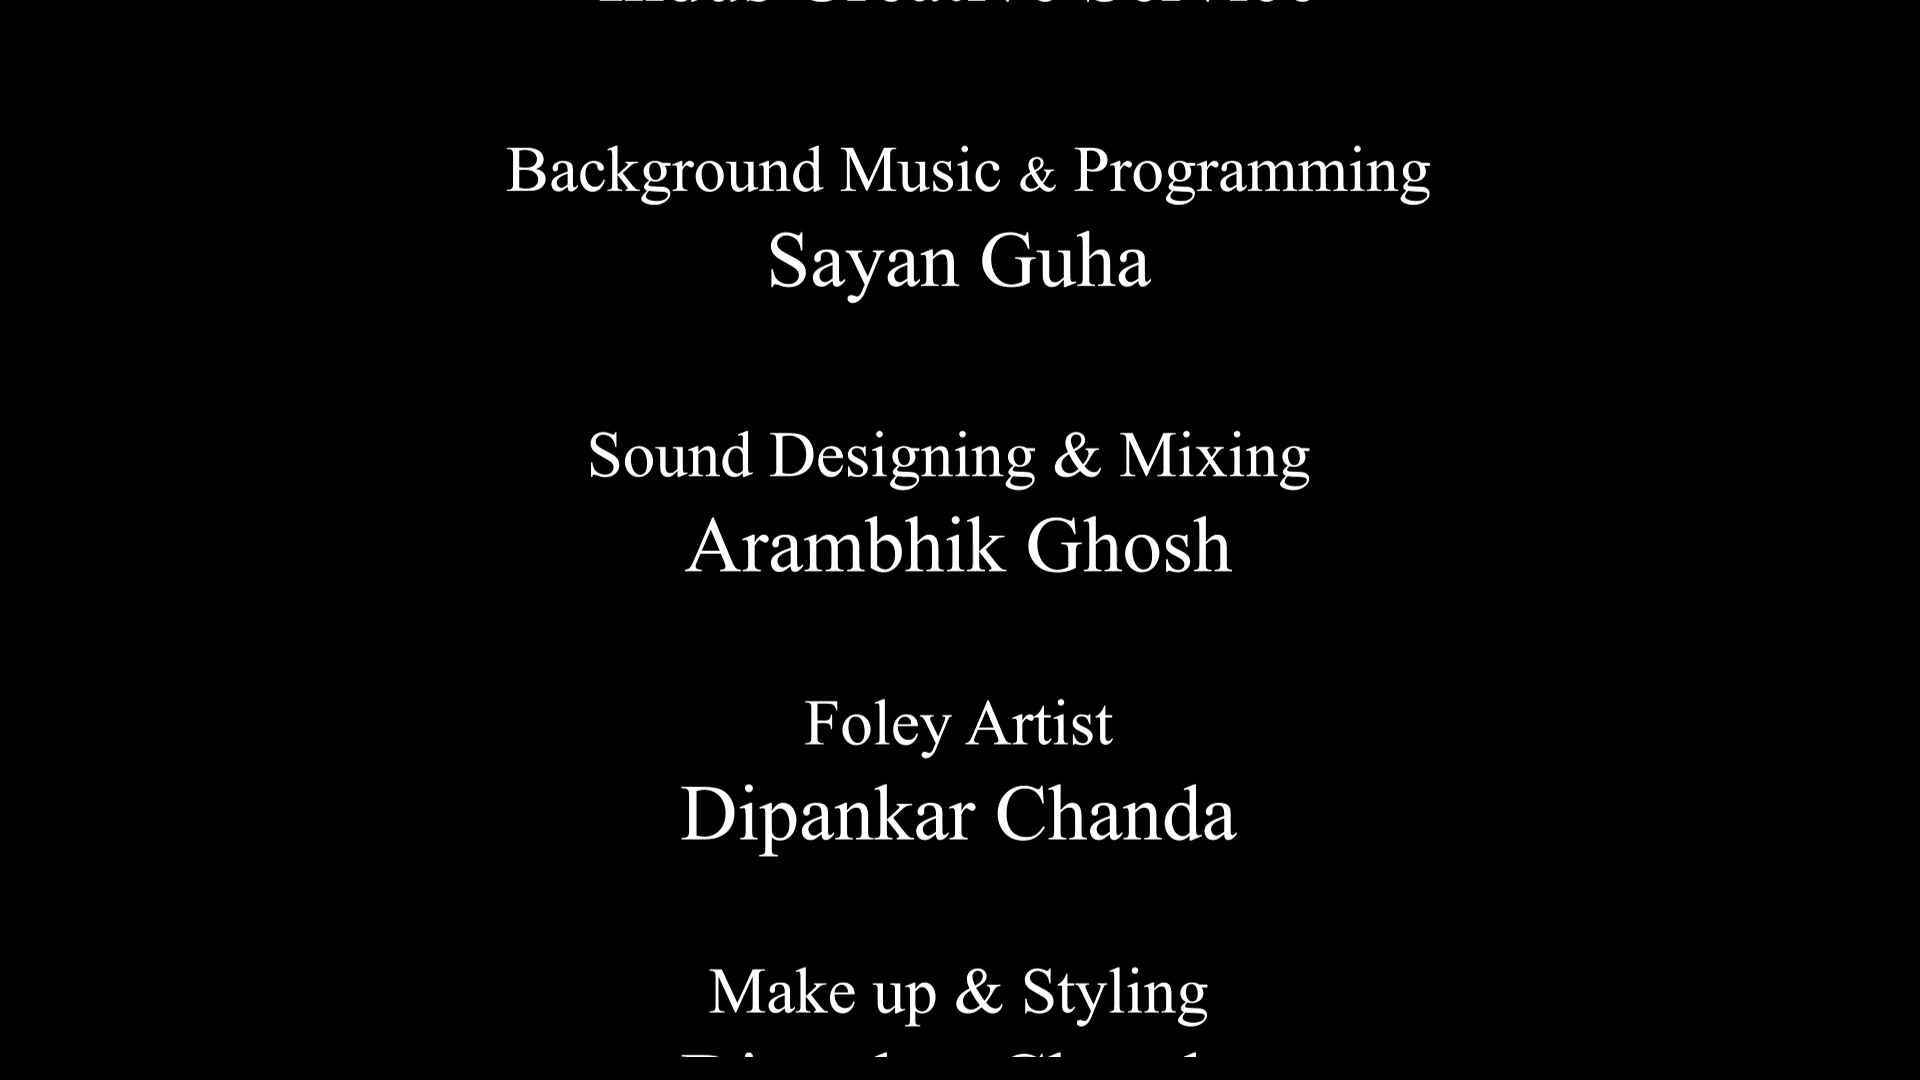 Background Music & Programming
Sayan Guha
Sound Designing & Mixing
Arambhik Ghosh
Foley Artist
Dipankar Chanda
Make up & Styling